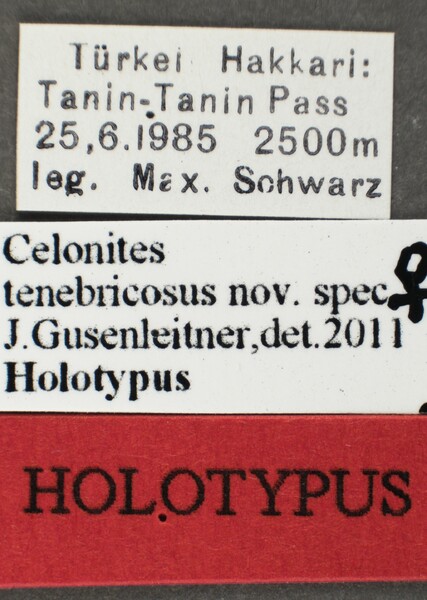 Türkei Hakkari:
Tanin-Tanin Pass
25,6.1985 2500m
leg. Max. Schwarz
Celonites
tenebricosus nov. spec ♀
J.Gusenleitner,det.2011
Holotypus
HOLOTYPUS